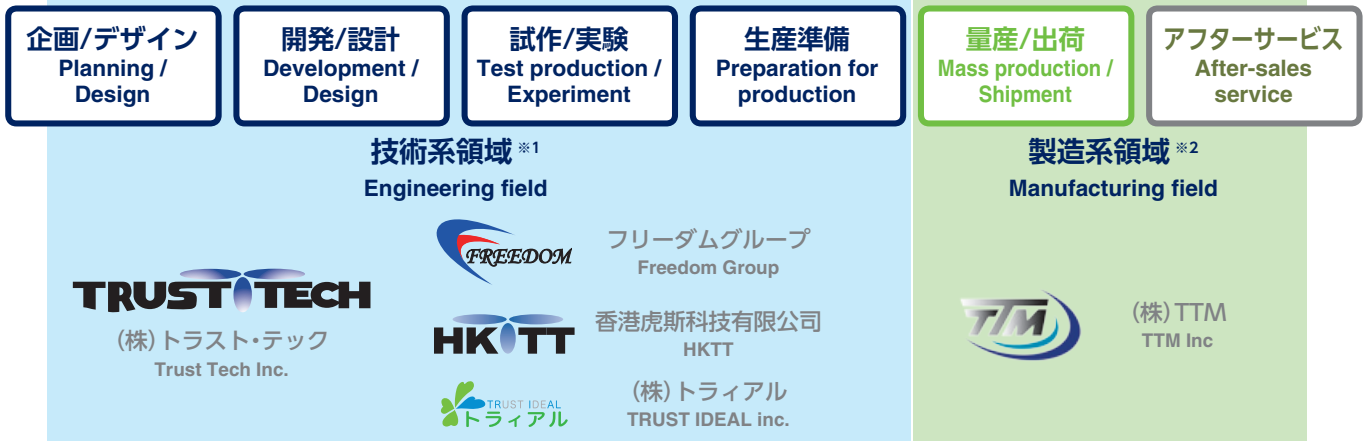 企画/デザイン
Planning /
Design
開発/設計
Development /
Design
試作/実験
Test production /
Experiment
生産準備
Preparation for
production
量産/出荷
Mass production /
Shipment
アフターサービス
After-sales
service
技術系領域 ※1
Engineering field
製造系領域 ※2
Manufacturing field
TRUST TECH
(株)トラスト・テック
Trust Tech Inc.
FREEDOM
フリーダムグループ
Freedom Group
HKTT
香港虎斯科技有限公司
HKTT
TRUST IDEAL
トラィアル
(株)トラィアル
TRUST IDEAL inc.
TTM
(株)TTM
TTM Inc